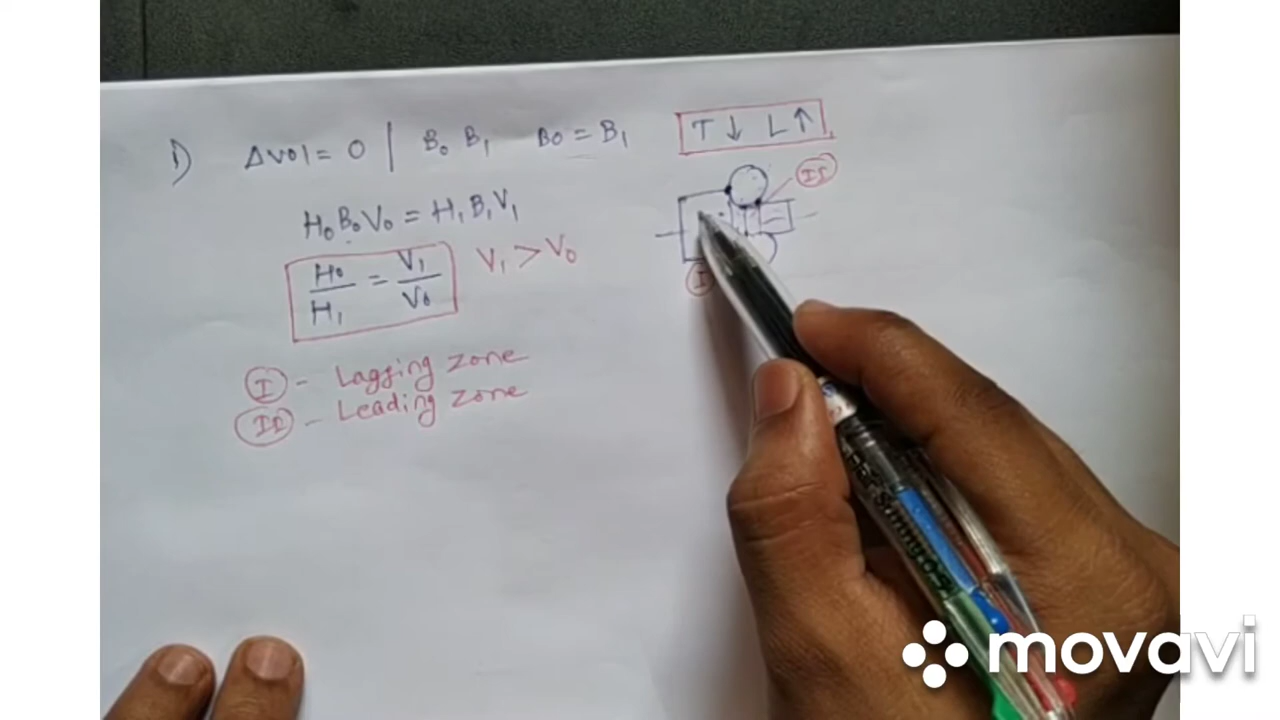 1) ΔVol = 0 | B₀ B₁ B₀ = B₁
T ↓ L ↑
H₀B₀V₀ = H₁B₁V₁
H₀/H₁ = V₁/V₀
V₁ > V₀
II
I
I - Lagging zone
II - Leading zone
movavi